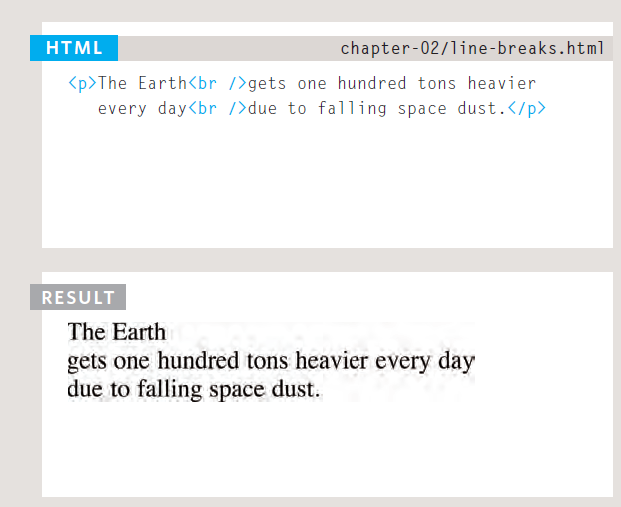 HTML chapter-02/line-breaks.html
<p>The Earth<br />gets one hundred tons heavier
every day<br />due to falling space dust.</p>
RESULT
The Earth
gets one hundred tons heavier every day
due to falling space dust.